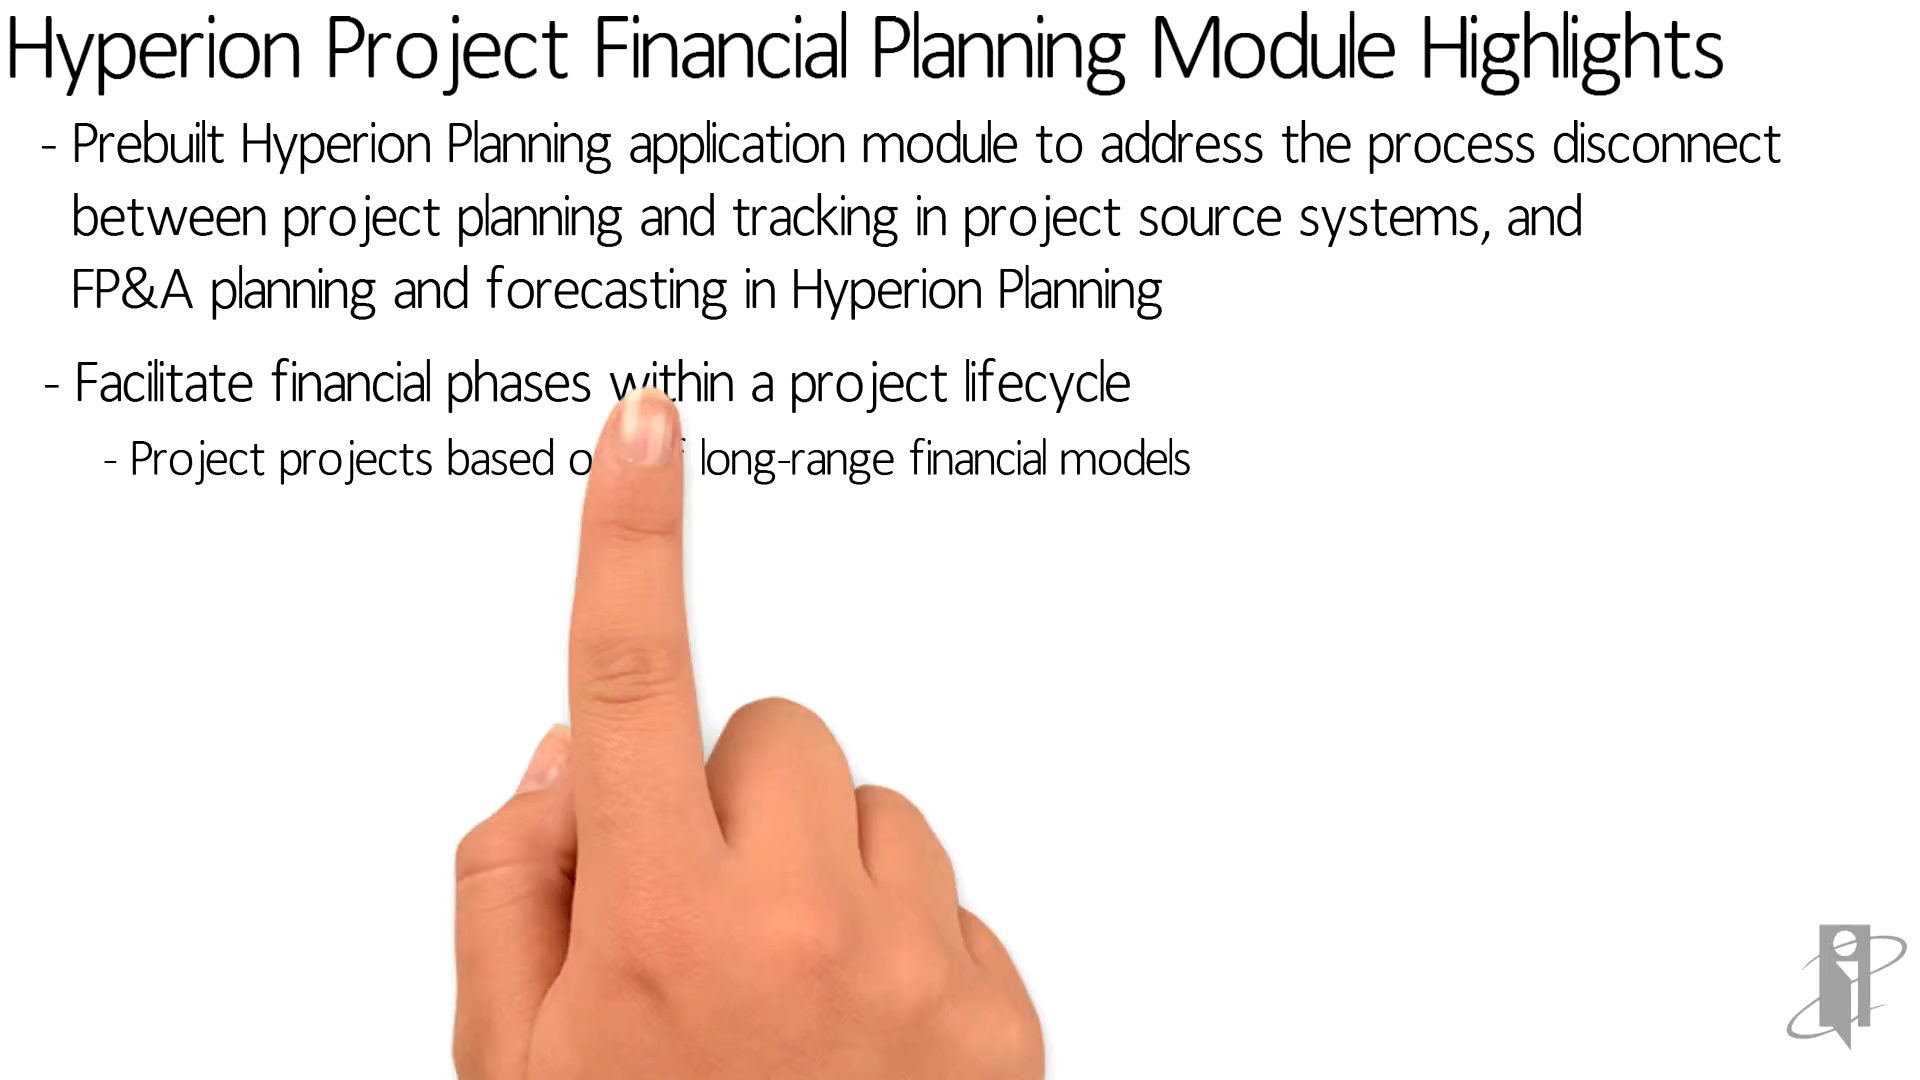 Hyperion Project Financial Planning Module Highlights
- Prebuilt Hyperion Planning application module to address the process disconnect
between project planning and tracking in project source systems, and
FP&A planning and forecasting in Hyperion Planning
- Facilitate financial phases within a project lifecycle
- Project projects based long-range financial models